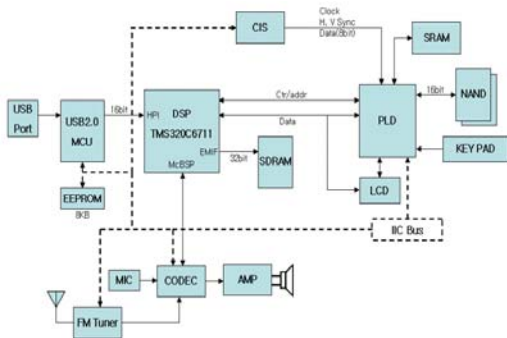 CIS
Clock
H, V Sync
Data(8bit)
SRAM
USB
Port
USB2.0
MCU
16bit
HPI
DSP
TMS320C6711
McBSP
EMIF
32bit
SDRAM
Ctr/addr
Data
PLD
16bit
NAND
KEY PAD
LCD
EEPROM
8KB
IIC Bus
MIC
CODEC
AMP
FM Tuner